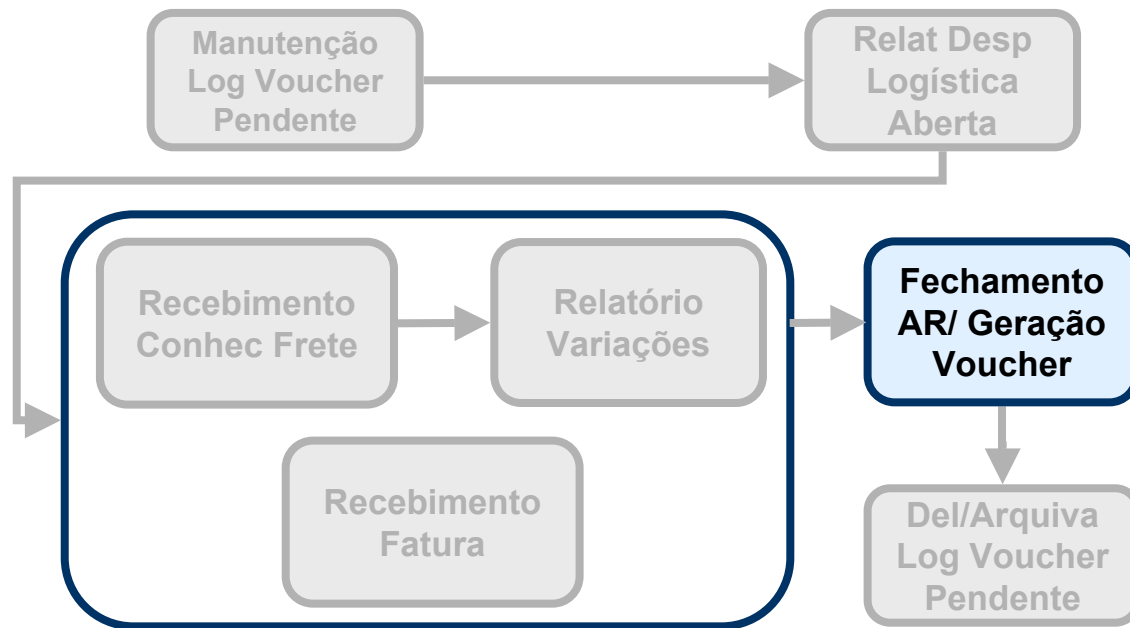 Manutenção
Log Voucher
Pendente
Relat Desp
Logística
Aberta
Recebimento
Conhec Frete
Relatório
Variações
Fechamento
AR/ Geração
Voucher
Recebimento
Fatura
Del/Arquiva
Log Voucher
Pendente